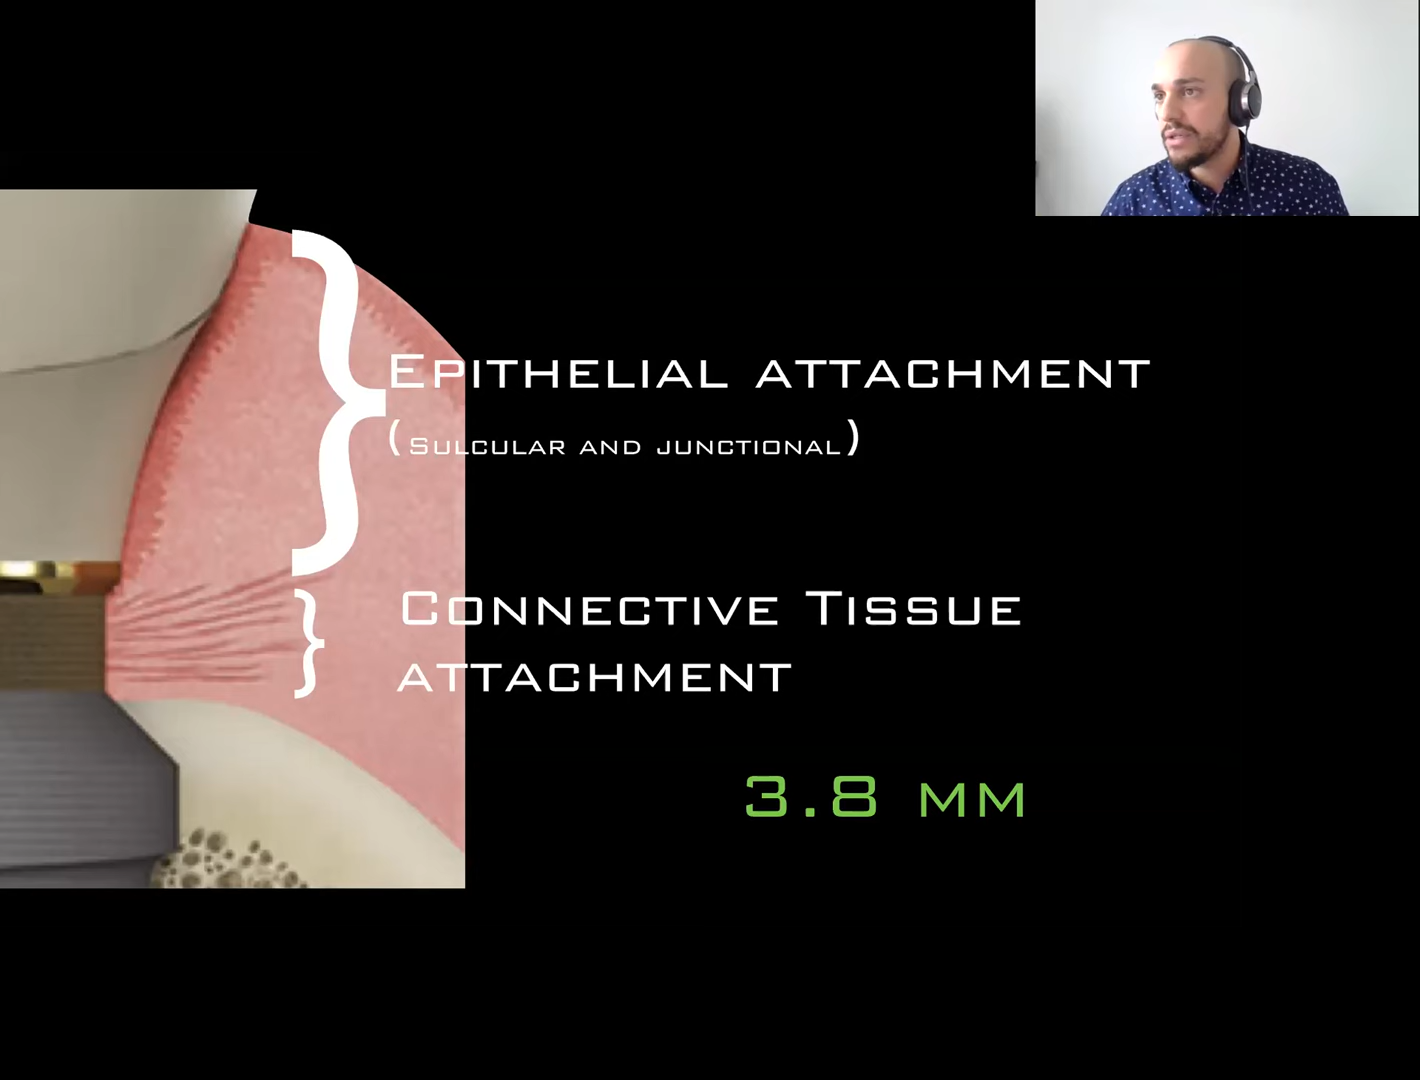 Epithelial attachment
(Sulcular and junctional)
Connective Tissue
attachment
3.8 mm